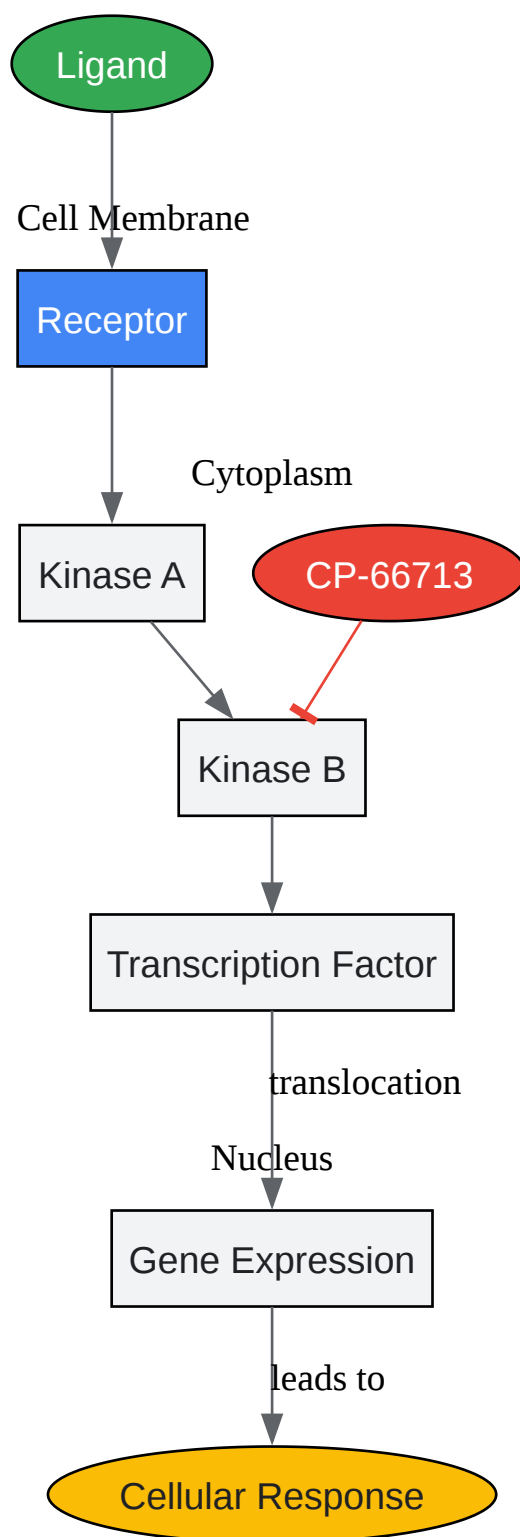 Ligand
Cell Membrane
Receptor
Cytoplasm
Kinase A
CP-66713
Kinase B
Transcription Factor
translocation
Nucleus
Gene Expression
leads to
Cellular Response